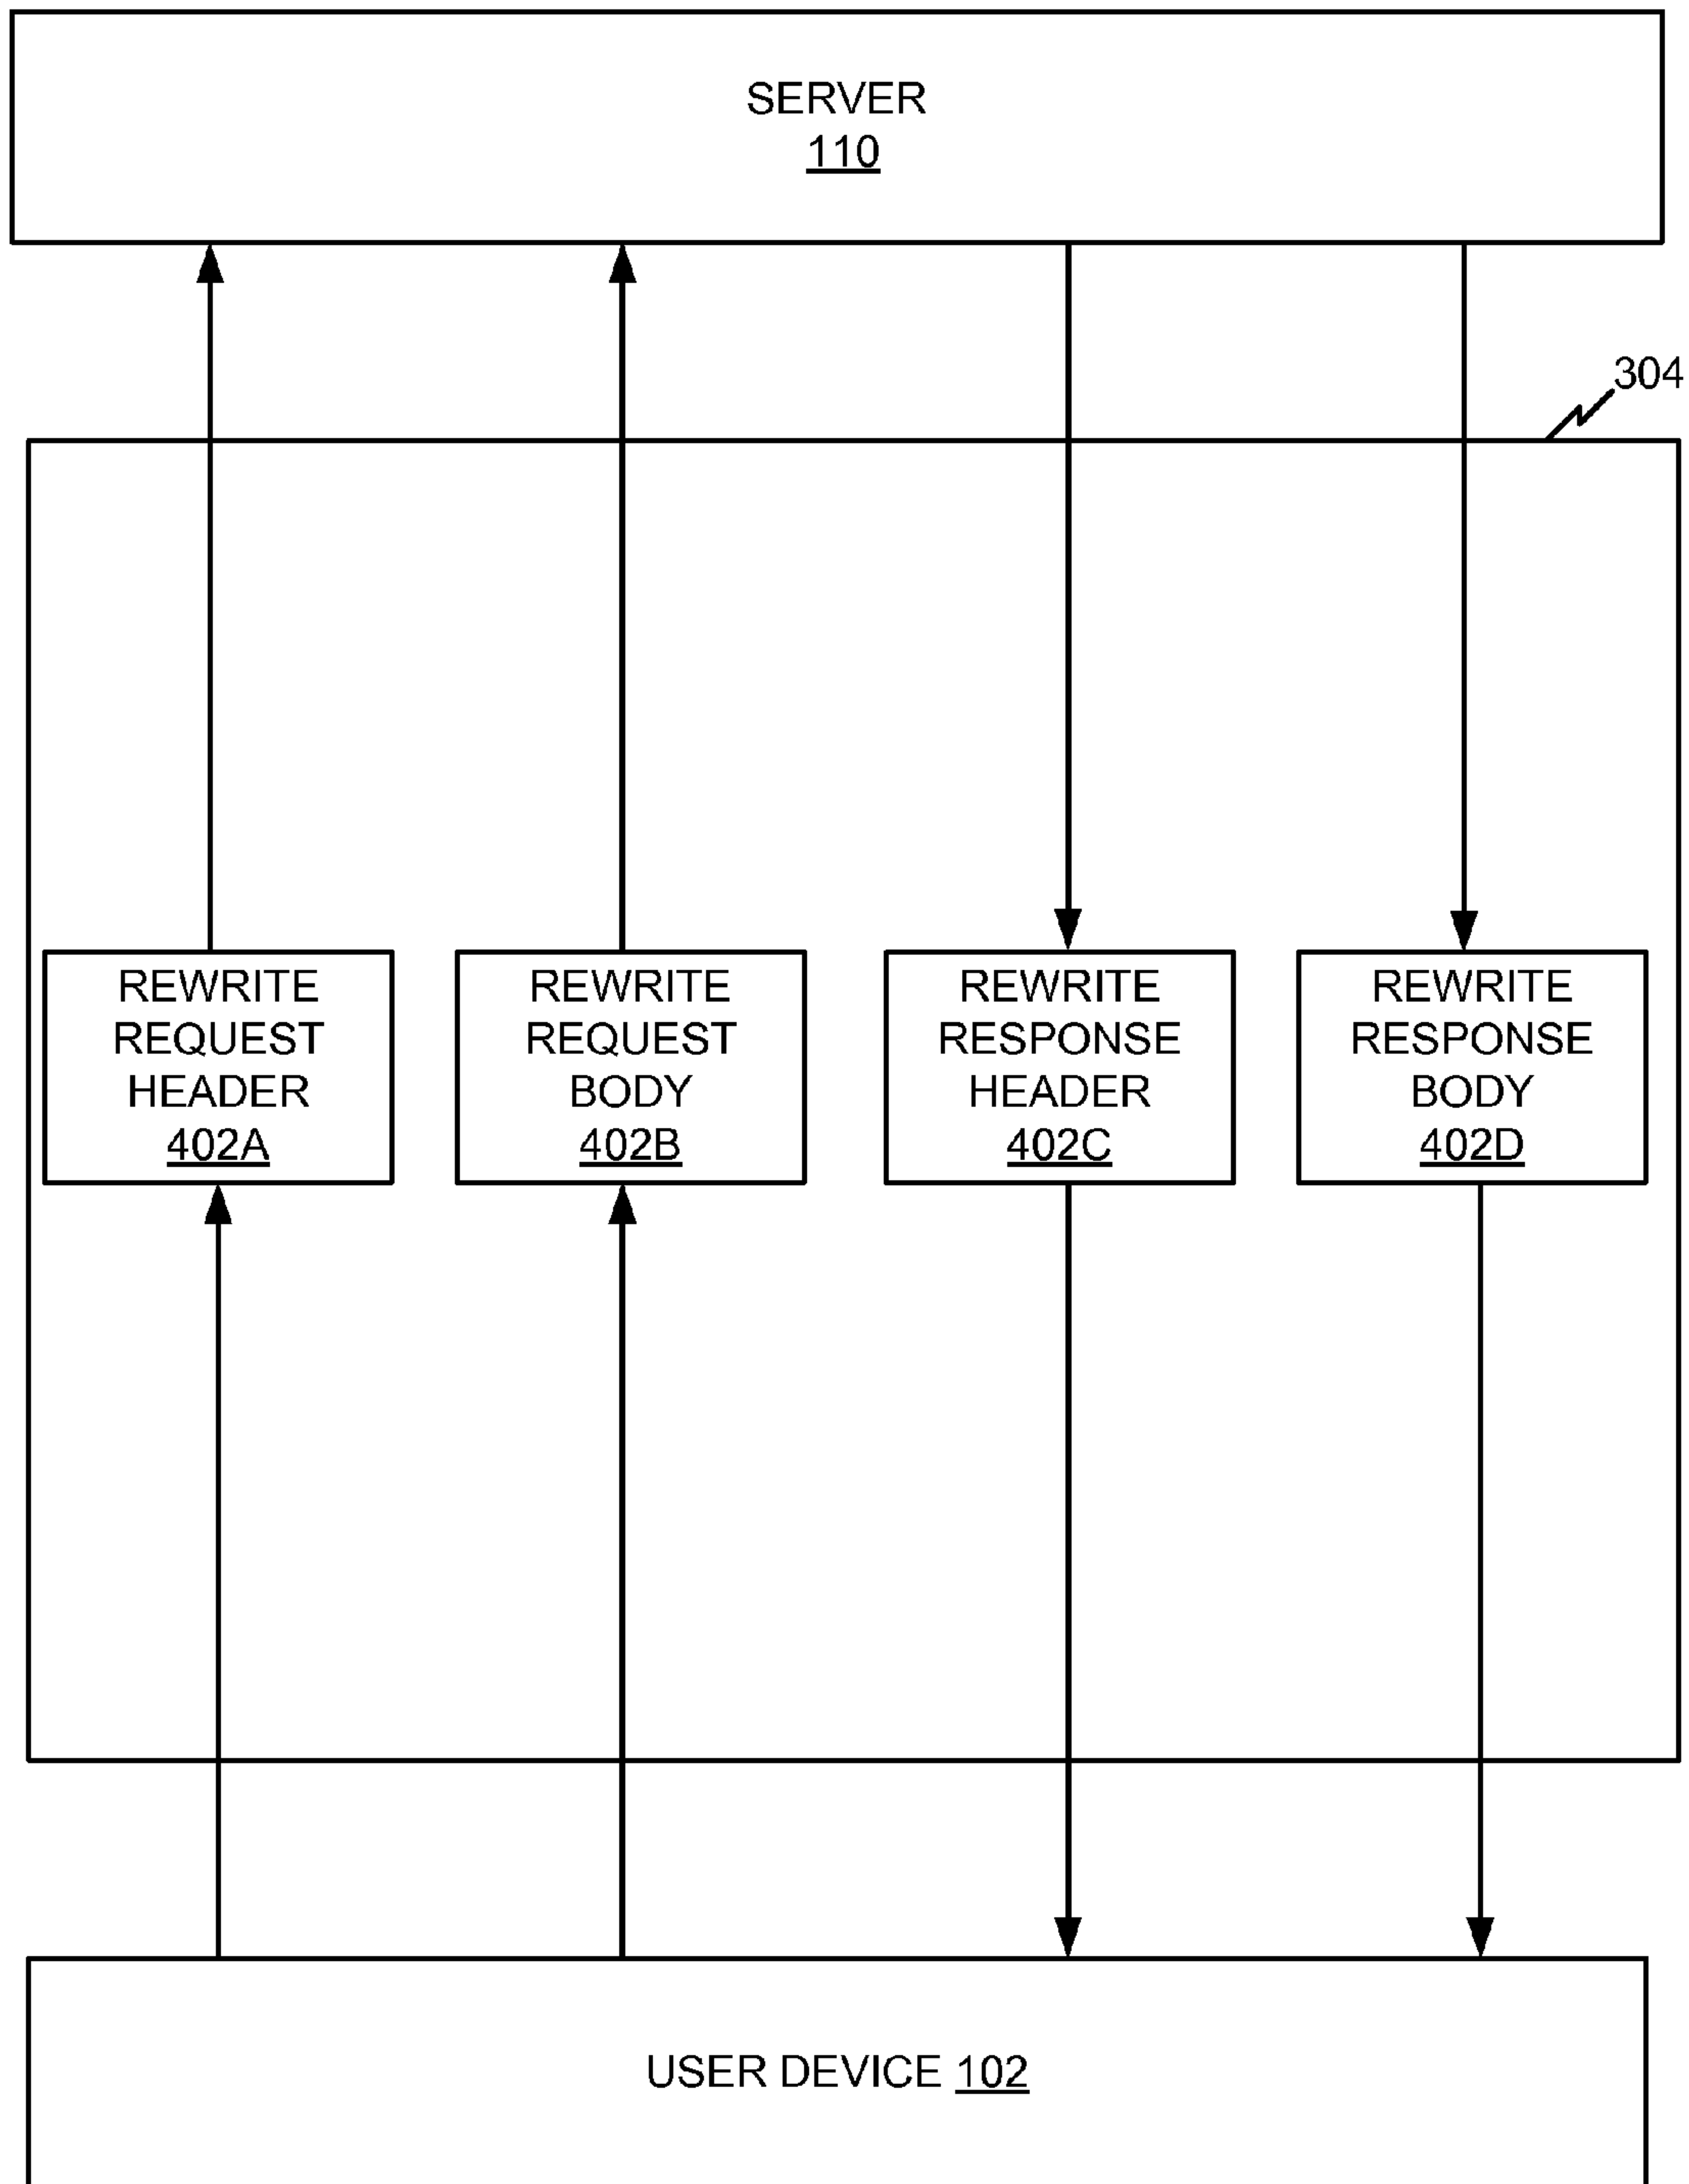 SERVER
110
304
REWRITE
REQUEST
HEADER
402A
REWRITE
REQUEST
BODY
402B
REWRITE
RESPONSE
HEADER
402C
REWRITE
RESPONSE
BODY
402D
USER DEVICE 102